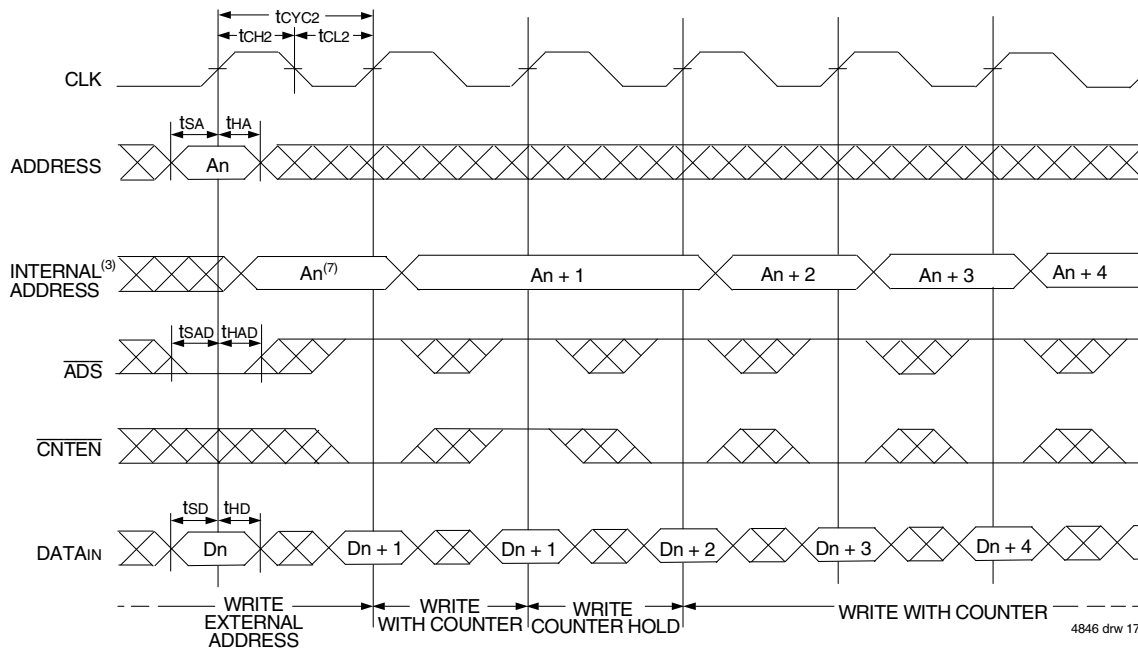 tCYC2
tCH2 tCL2
CLK
tSA tHA
ADDRESS An
INTERNAL(3) ADDRESS An(7) An + 1 An + 2 An + 3 An + 4
tSAD tHAD
ADS
CNTEN
tSD tHD
DATAIN Dn Dn + 1 Dn + 1 Dn + 2 Dn + 3 Dn + 4
WRITE EXTERNAL ADDRESS
WRITE WITH COUNTER
WRITE COUNTER HOLD
WRITE WITH COUNTER
4846 drw 17